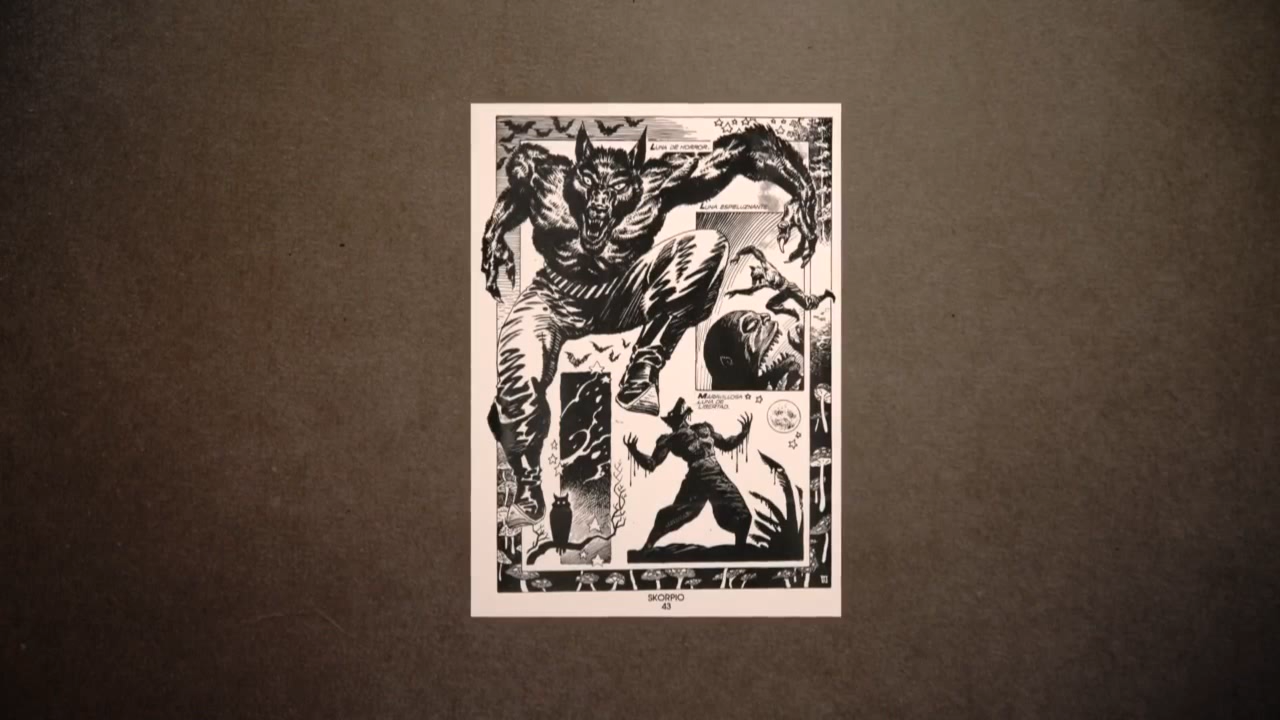 LUNA DE HORROR.
LUNA ESPELUZNANTE.
MARAVILLOSA
LUNA DE
LIBERTAD.
SKORPIO
43